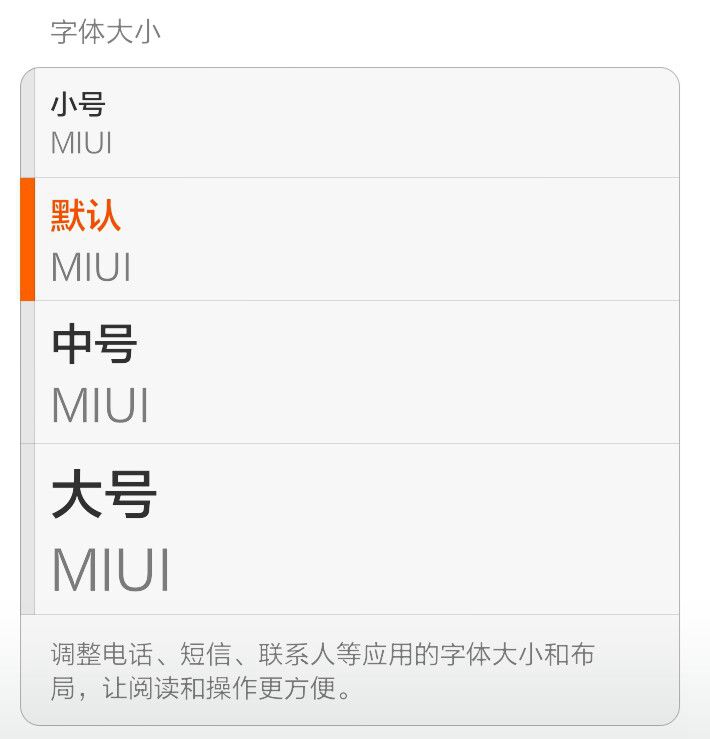 字体大小
小号
MIUI
默认
MIUI
中号
MIUI
大号
MIUI
调整电话、短信、联系人等应用的字体大小和布
局，让阅读和操作更方便。